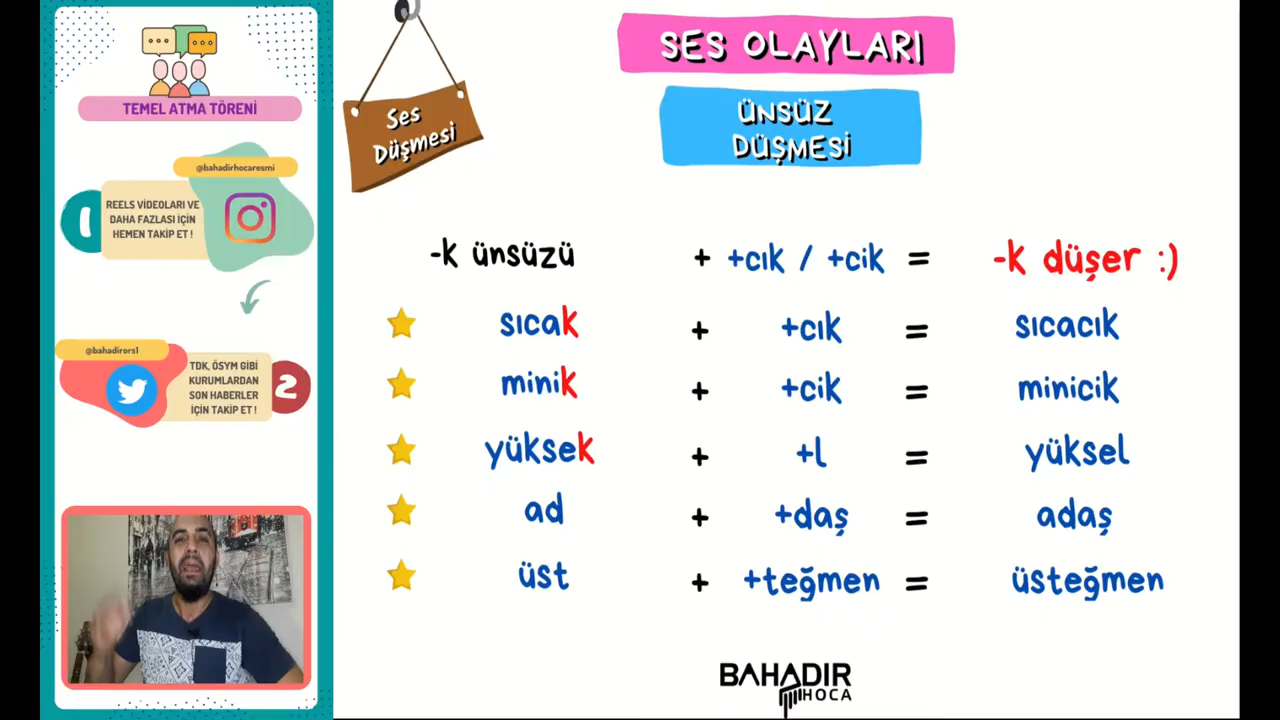 TEMEL ATMA TÖRENİ
@bahadirhocaresmi
1
REELS VİDEOLARI VE
DAHA FAZLASI İÇİN
HEMEN TAKİP ET !
@bahadirors1
TDK, ÖSYM GİBİ
KURUMLARDAN
SON HABERLER
İÇİN TAKİP ET !
2
Ses
Düşmesi
SES OLAYLARI
ÜNSÜZ
DÜŞMESİ
-k ünsüzü + +cık / +cik = -k düşer :)
sıcak + +cık = sıcacık
minik + +cik = minicik
yüksek + +l = yüksel
ad + +daş = adaş
üst + +teğmen = üsteğmen
BAHADIR
HOCA